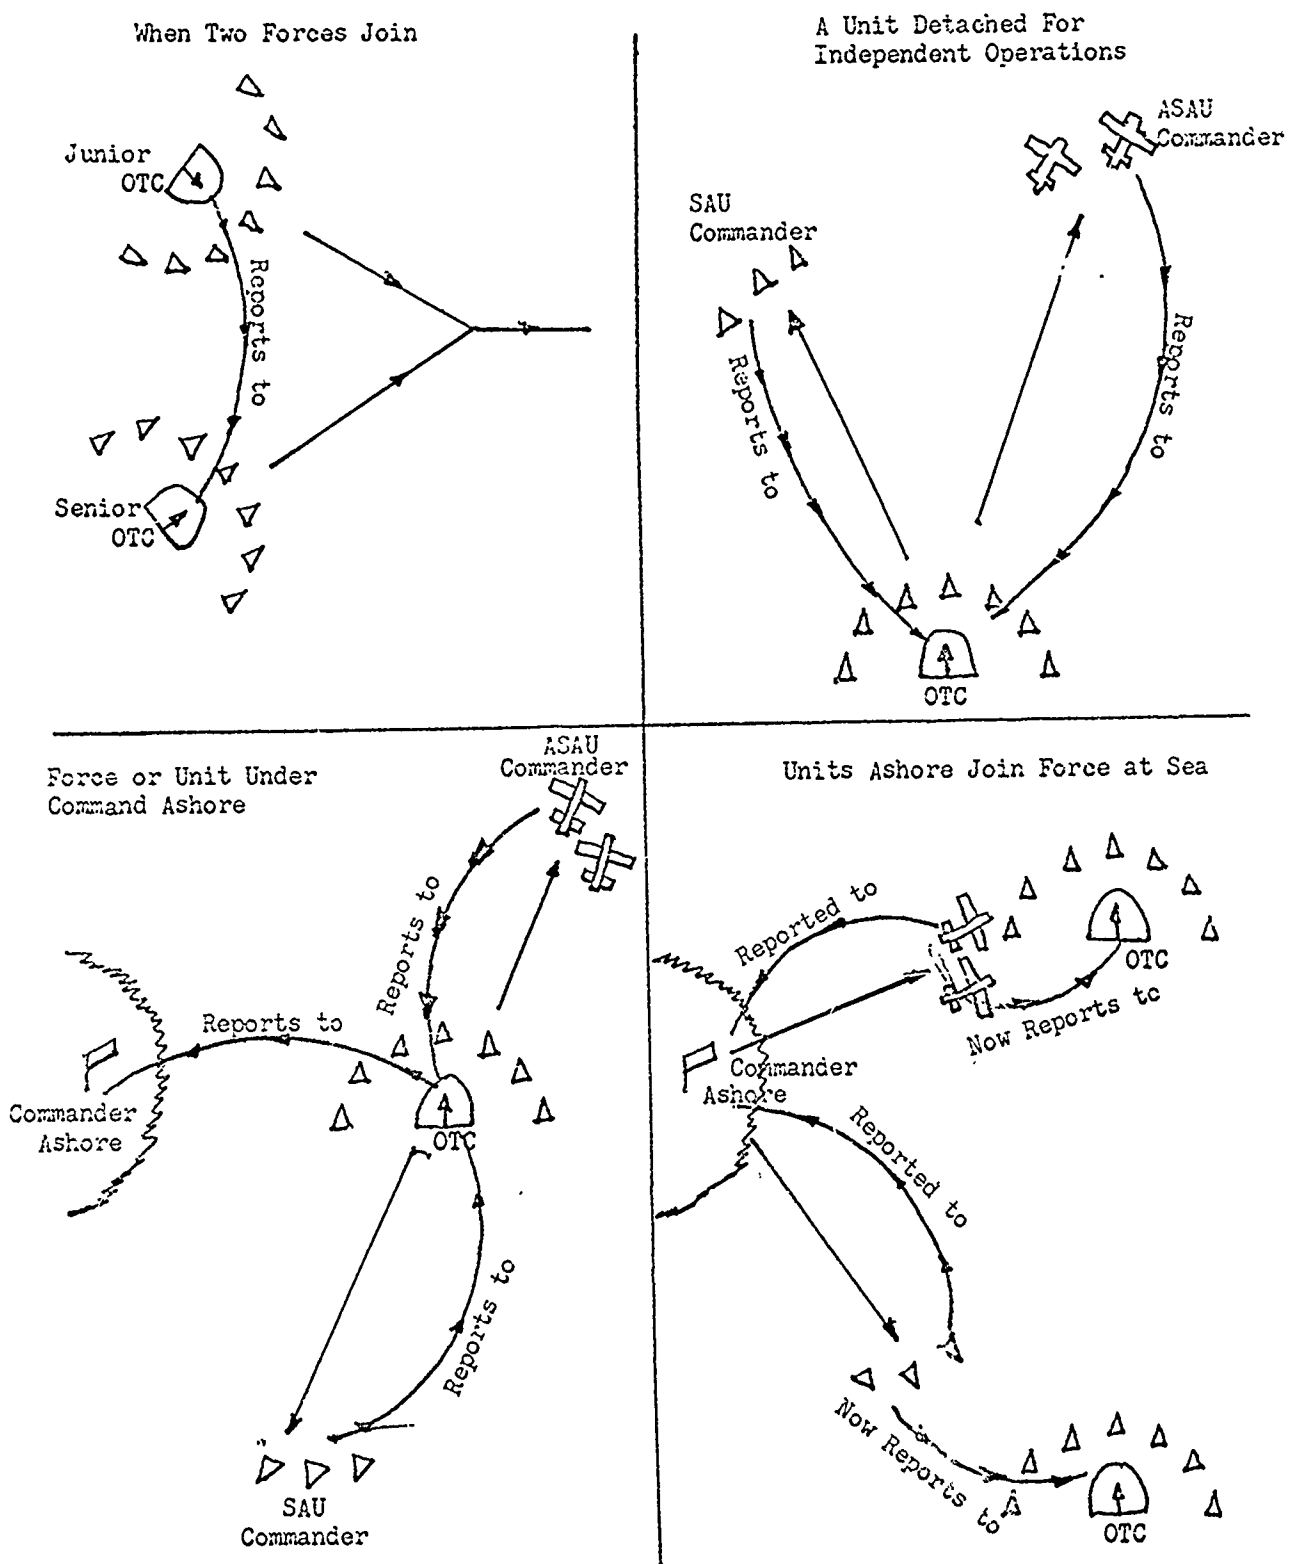 When Two Forces Join
Junior
OTC
Reports to
Senior
OTC
A Unit Detached For
Independent Operations
ASAU
Commander
SAU
Commander
Reports to
Reports to
OTC
Force or Unit Under
Command Ashore
ASAU
Commander
Reports to
Reports to
Commander
Ashore
OTC
Reports to
SAU
Commander
Units Ashore Join Force at Sea
Reported to
OTC
Now Reports to
Commander
Ashore
Reported to
Now Reports to
OTC